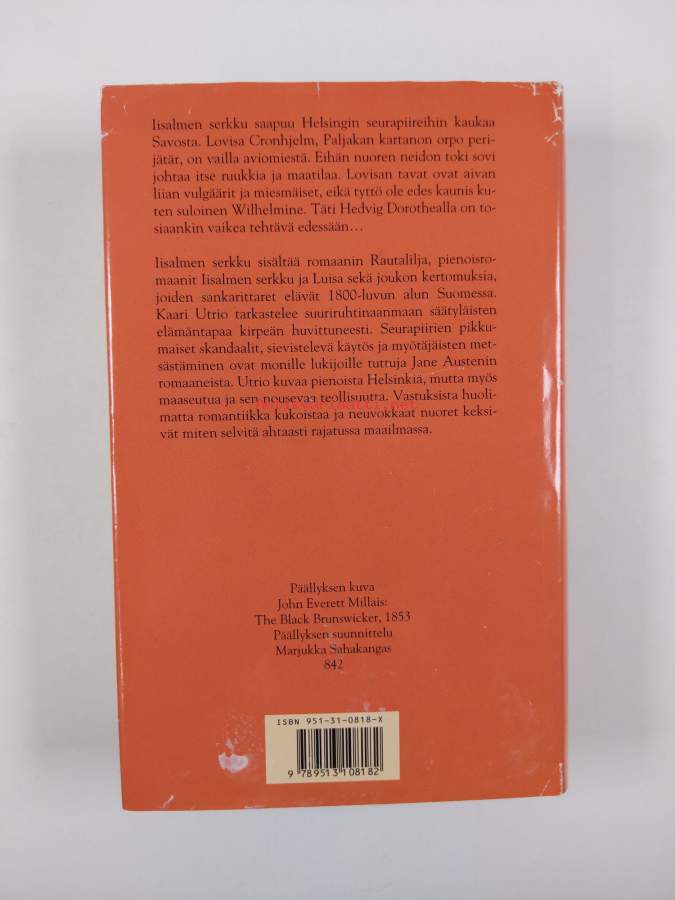 Iisalmen serkku saapuu Helsingin seurapiireihin kaukaa
Savosta. Lovisa Cronhjelm, Paljakan kartanon orpo peri-
jätär, on vailla aviomiestä. Eihän nuoren neidon toki sovi
johtaa itse ruukkia ja maatilaa. Lovisan tavat ovat aivan
liian vulgäärit ja miesmäiset, eikä tyttö ole edes kaunis ku-
ten suloinen Wilhelmine. Täti Hedvig Dorothealla on to-
siaankin vaikea tehtävä edessään…
Iisalmen serkku sisältää romaanin Rautalilja, pienoisro-
maanit Iisalmen serkku ja Luisa sekä joukon kertomuksia,
joiden sankarittaret elävät 1800-luvun alun Suomessa.
Kaari Utrio tarkastelee suuriruhtinaanmaan säätyläisten
elämäntapaa kirpeän huvittuneesti. Seurapiirien pikku-
maiset skandaalit, sievistelevä käytös ja myötäjäisten met-
sästäminen ovat monille lukijoille tuttuja Jane Austenin
romaaneista. Utrio kuvaa pienoista Helsinkiä, mutta myös
maaseutua ja sen nousevaa teollisuutta. Vastuksista huoli-
matta romantiikka kukoistaa ja neuvokkaat nuoret keksi-
vät miten selvitä ahtaasti rajatussa maailmassa.
Päällyksen kuva
John Everett Millais:
The Black Brunswicker, 1853
Päällyksen suunnittelu
Marjukka Sahakangas
842
ISBN 951-31-0818-X
9 789513 108182